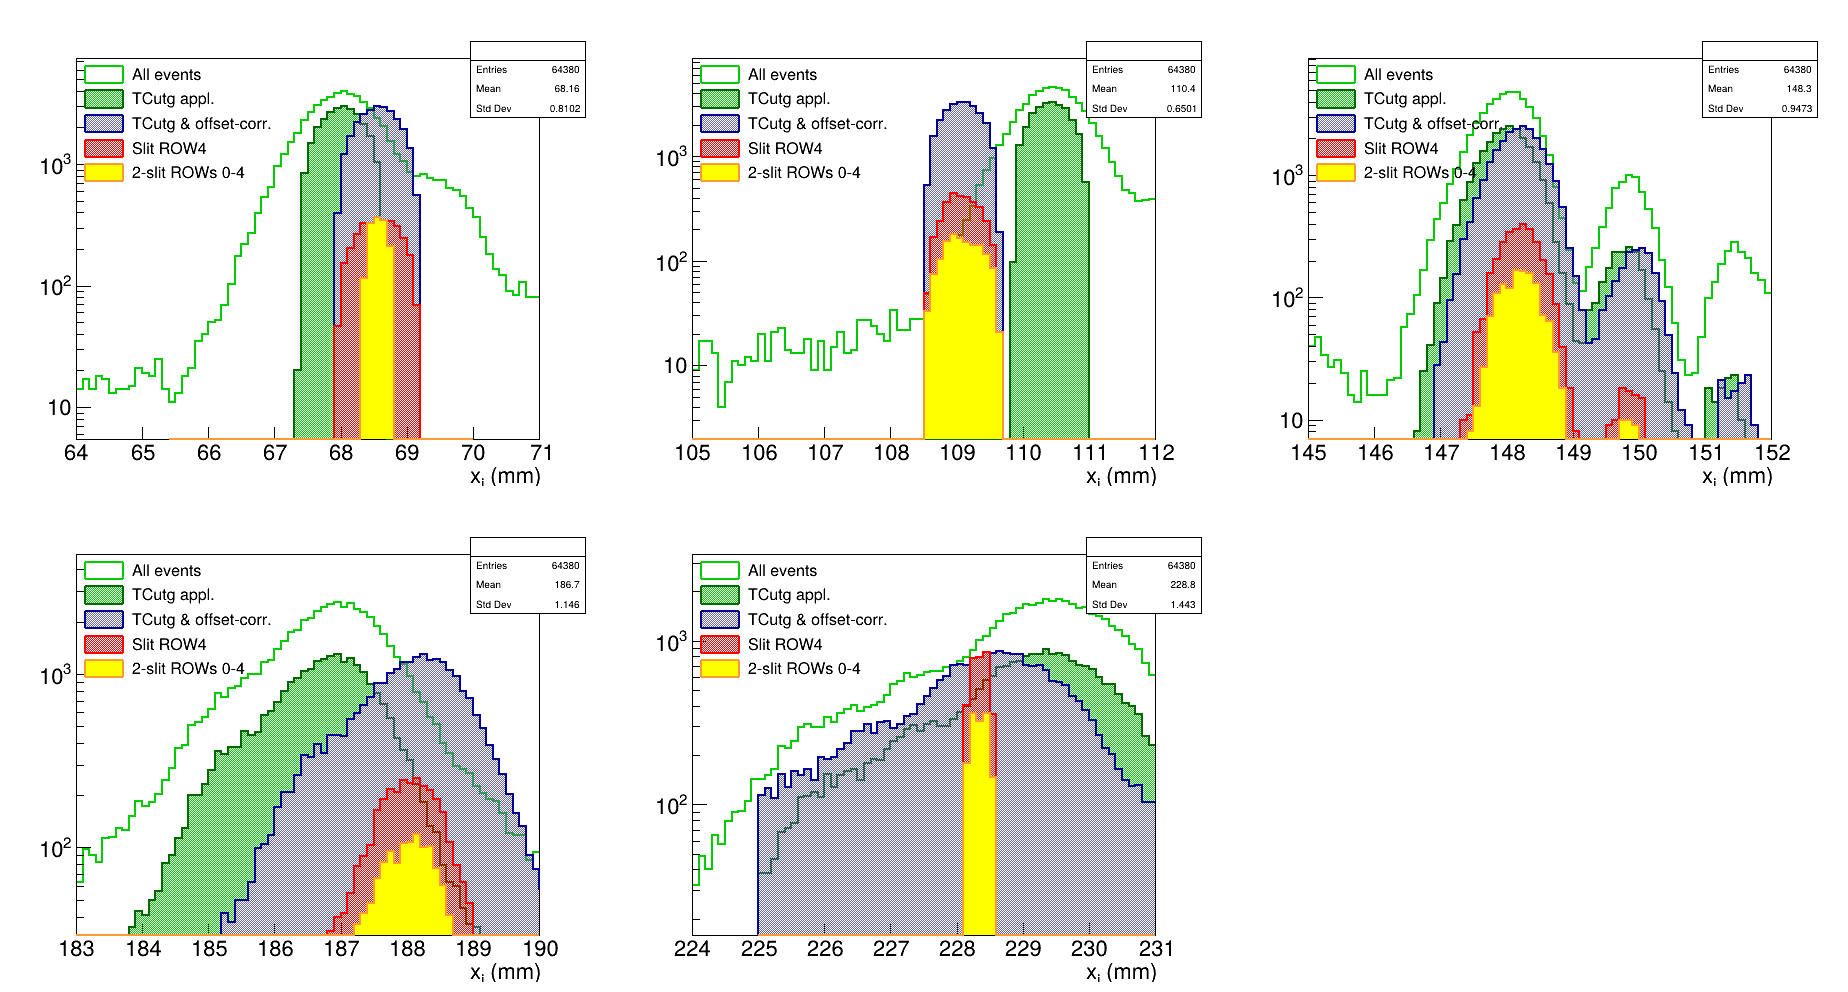 All events
TCutg appl.
TCutg & offset-corr.
Slit ROW4
2-slit ROWs 0-4
Entries 64380
Mean 68.16
Std Dev 0.8102
10³
10²
10
64 65 66 67 68 69 70 71
xᵢ (mm)
All events
TCutg appl.
TCutg & offset-corr.
Slit ROW4
2-slit ROWs 0-4
Entries 64380
Mean 110.4
Std Dev 0.6501
10³
10²
10
105 106 107 108 109 110 111 112
xᵢ (mm)
All events
TCutg appl.
TCutg & offset-corr.
Slit ROW4
2-slit ROWs 0-4
Entries 64380
Mean 148.3
Std Dev 0.9473
10³
10²
10
145 146 147 148 149 150 151 152
xᵢ (mm)
All events
TCutg appl.
TCutg & offset-corr.
Slit ROW4
2-slit ROWs 0-4
Entries 64380
Mean 186.7
Std Dev 1.146
10³
10²
183 184 185 186 187 188 189 190
xᵢ (mm)
All events
TCutg appl.
TCutg & offset-corr.
Slit ROW4
2-slit ROWs 0-4
Entries 64380
Mean 228.8
Std Dev 1.443
10³
10²
224 225 226 227 228 229 230 231
xᵢ (mm)